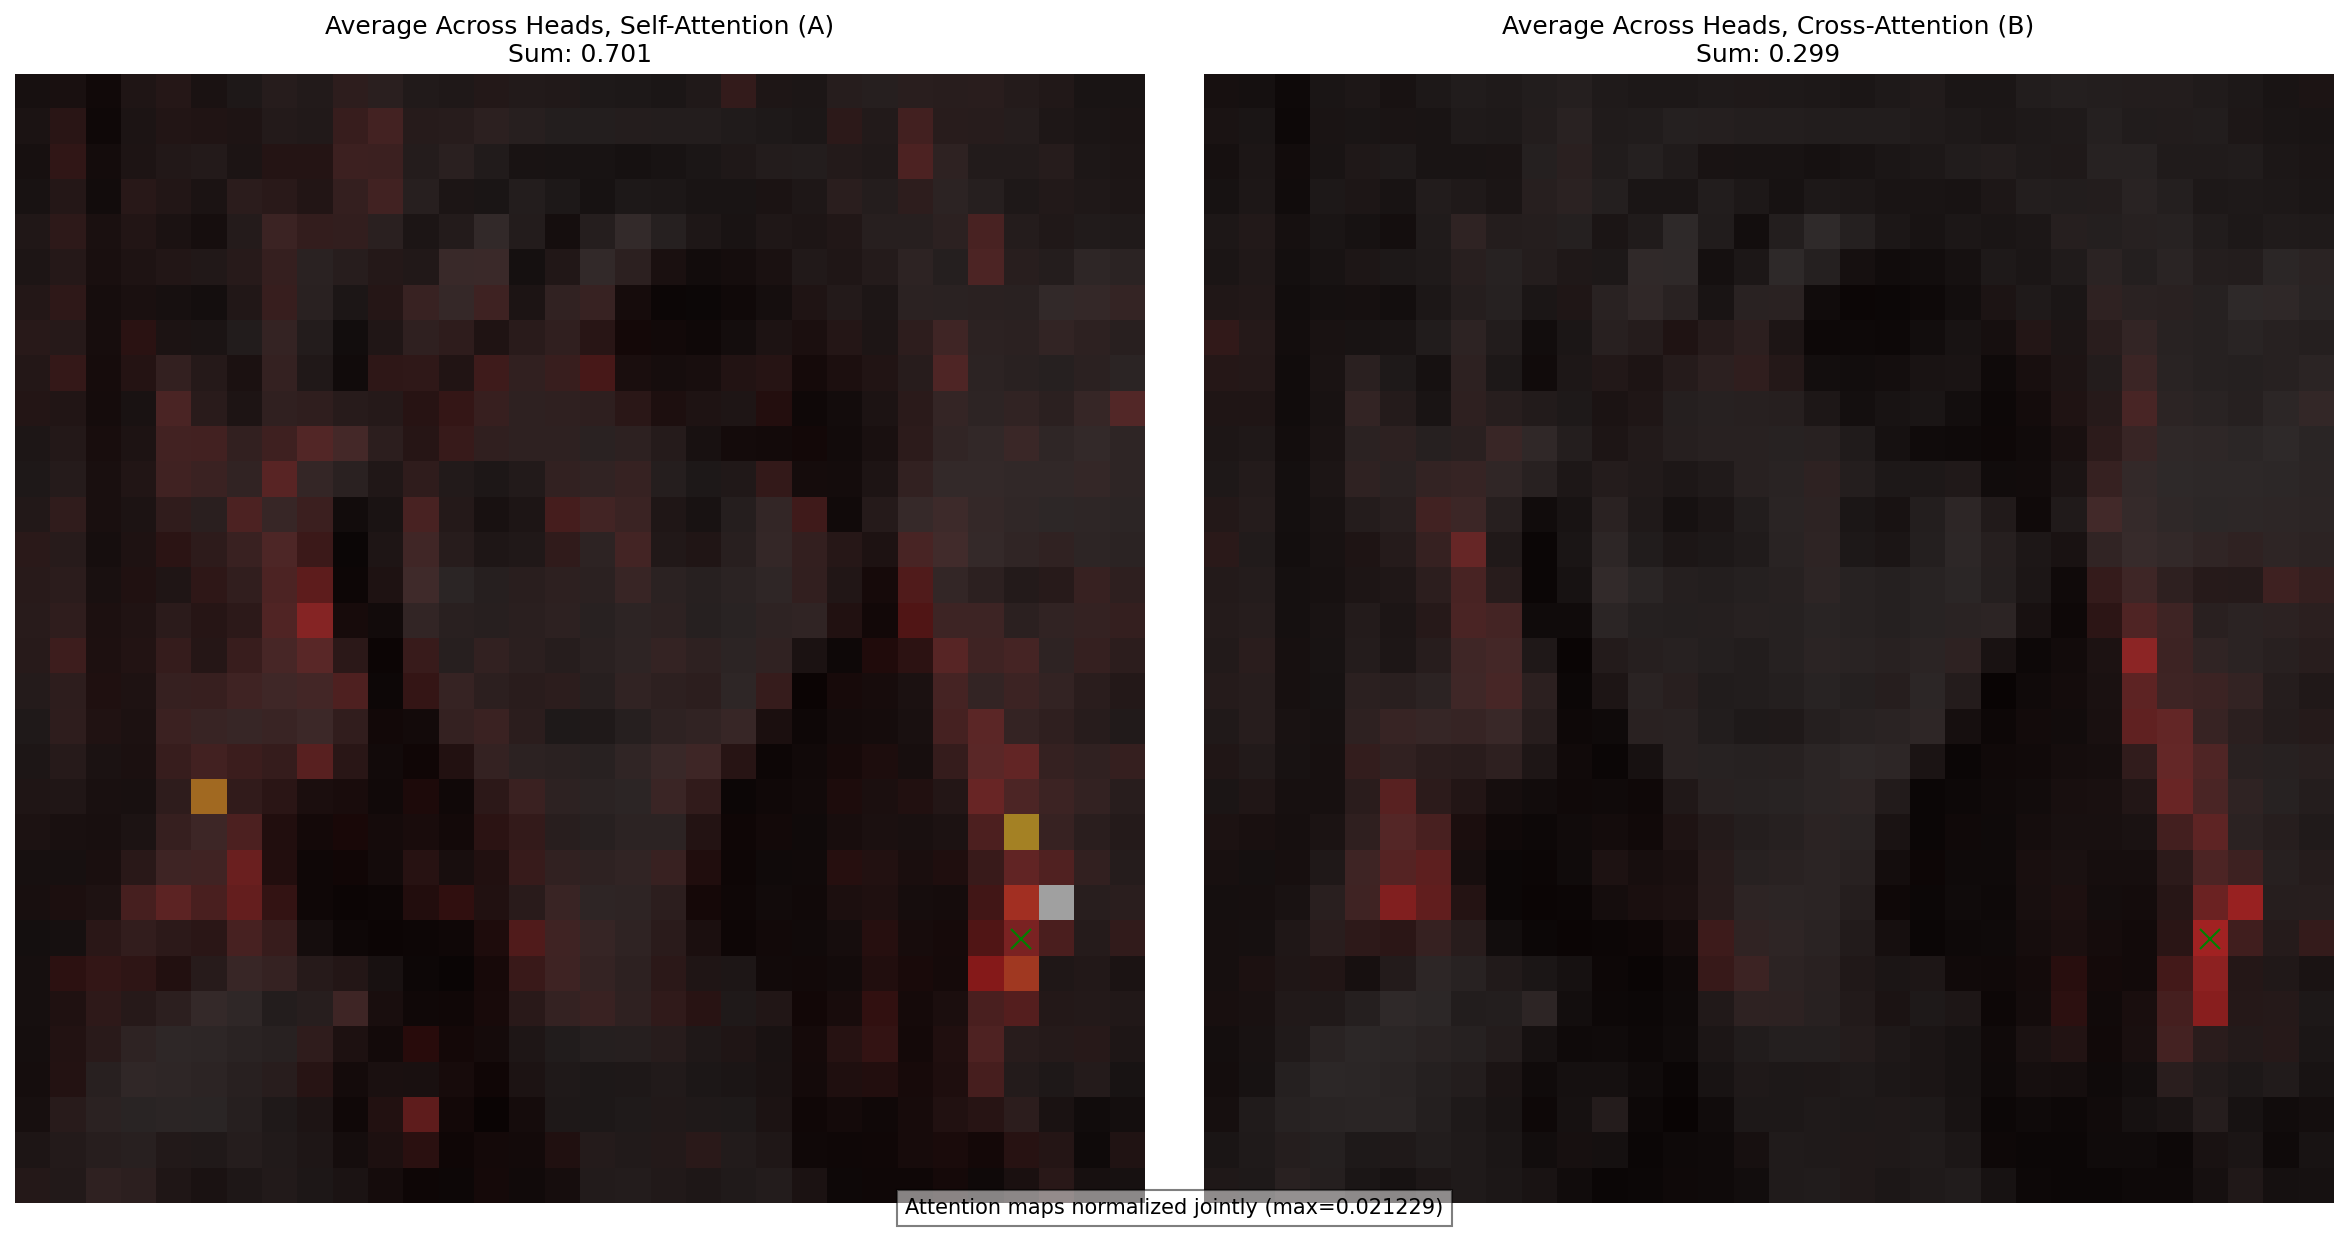 Average Across Heads, Self-Attention (A)
Sum: 0.701
Average Across Heads, Cross-Attention (B)
Sum: 0.299
Attention maps normalized jointly (max=0.021229)